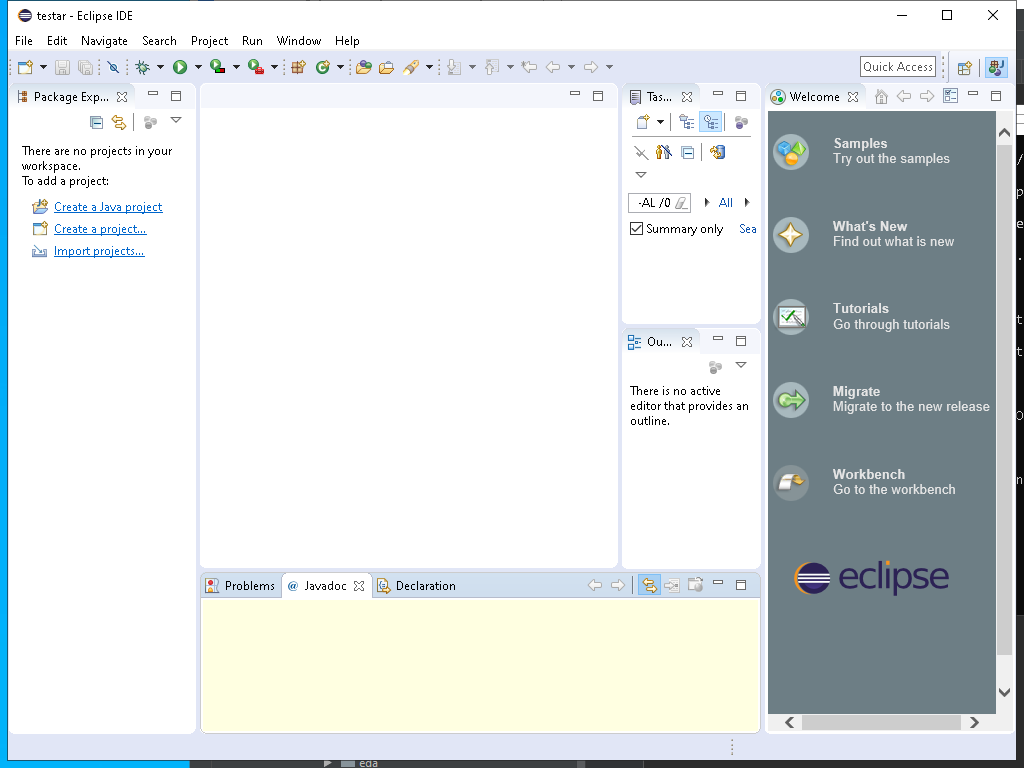 testar - Eclipse IDE
File Edit Navigate Search Project Run Window Help
Quick Access
Package Exp...
There are no projects in your
workspace.
To add a project:
Create a Java project
Create a project...
Import projects...
Tas...
-AL /0
All
Summary only
Sea
Ou...
There is no active
editor that provides an
outline.
Welcome
Samples
Try out the samples
What's New
Find out what is new
Tutorials
Go through tutorials
Migrate
Migrate to the new release
Workbench
Go to the workbench
eclipse
Problems
@ Javadoc
Declaration
eda